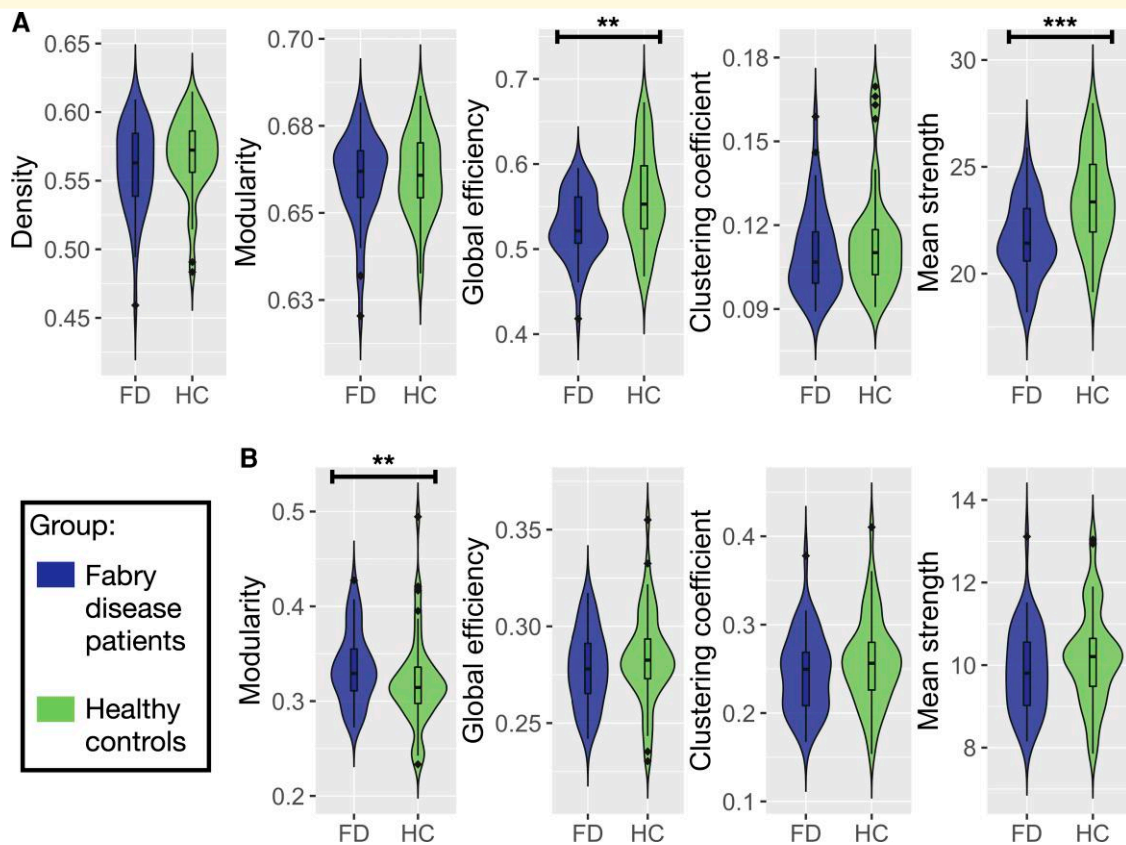 A
Density
0.65
0.60
0.55
0.50
0.45
FD HC
Modularity
0.70
0.68
0.65
0.63
FD HC
**
Global efficiency
0.7
0.6
0.5
0.4
FD HC
Clustering coefficient
0.18
0.15
0.12
0.09
FD HC
***
Mean strength
30
25
20
FD HC
Group:
Fabry
disease
patients
Healthy
controls
B
**
Modularity
0.5
0.4
0.3
0.2
FD HC
Global efficiency
0.35
0.30
0.25
FD HC
Clustering coefficient
0.4
0.3
0.2
0.1
FD HC
Mean strength
14
12
10
8
FD HC